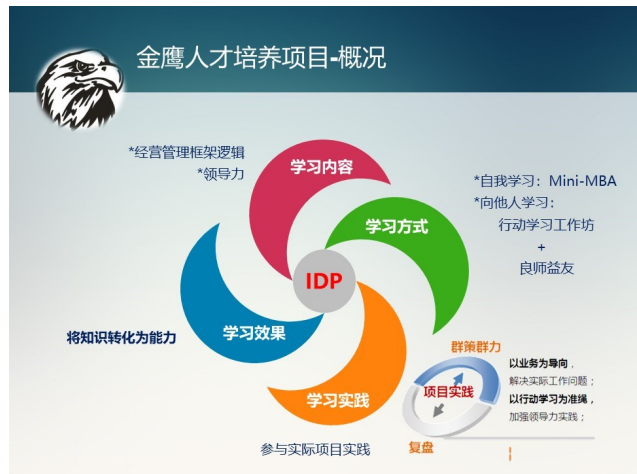 金鹰人才培养项目-概况
*经营管理框架逻辑
*领导力
学习内容
*自我学习：Mini-MBA
*向他人学习：
行动学习工作坊
+
良师益友
学习方式
IDP
学习效果
将知识转化为能力
学习实践
参与实际项目实践
群策群力
项目实践
复盘
以业务为导向，
解决实际工作问题；
以行动学习为准绳，
加强领导力实践；